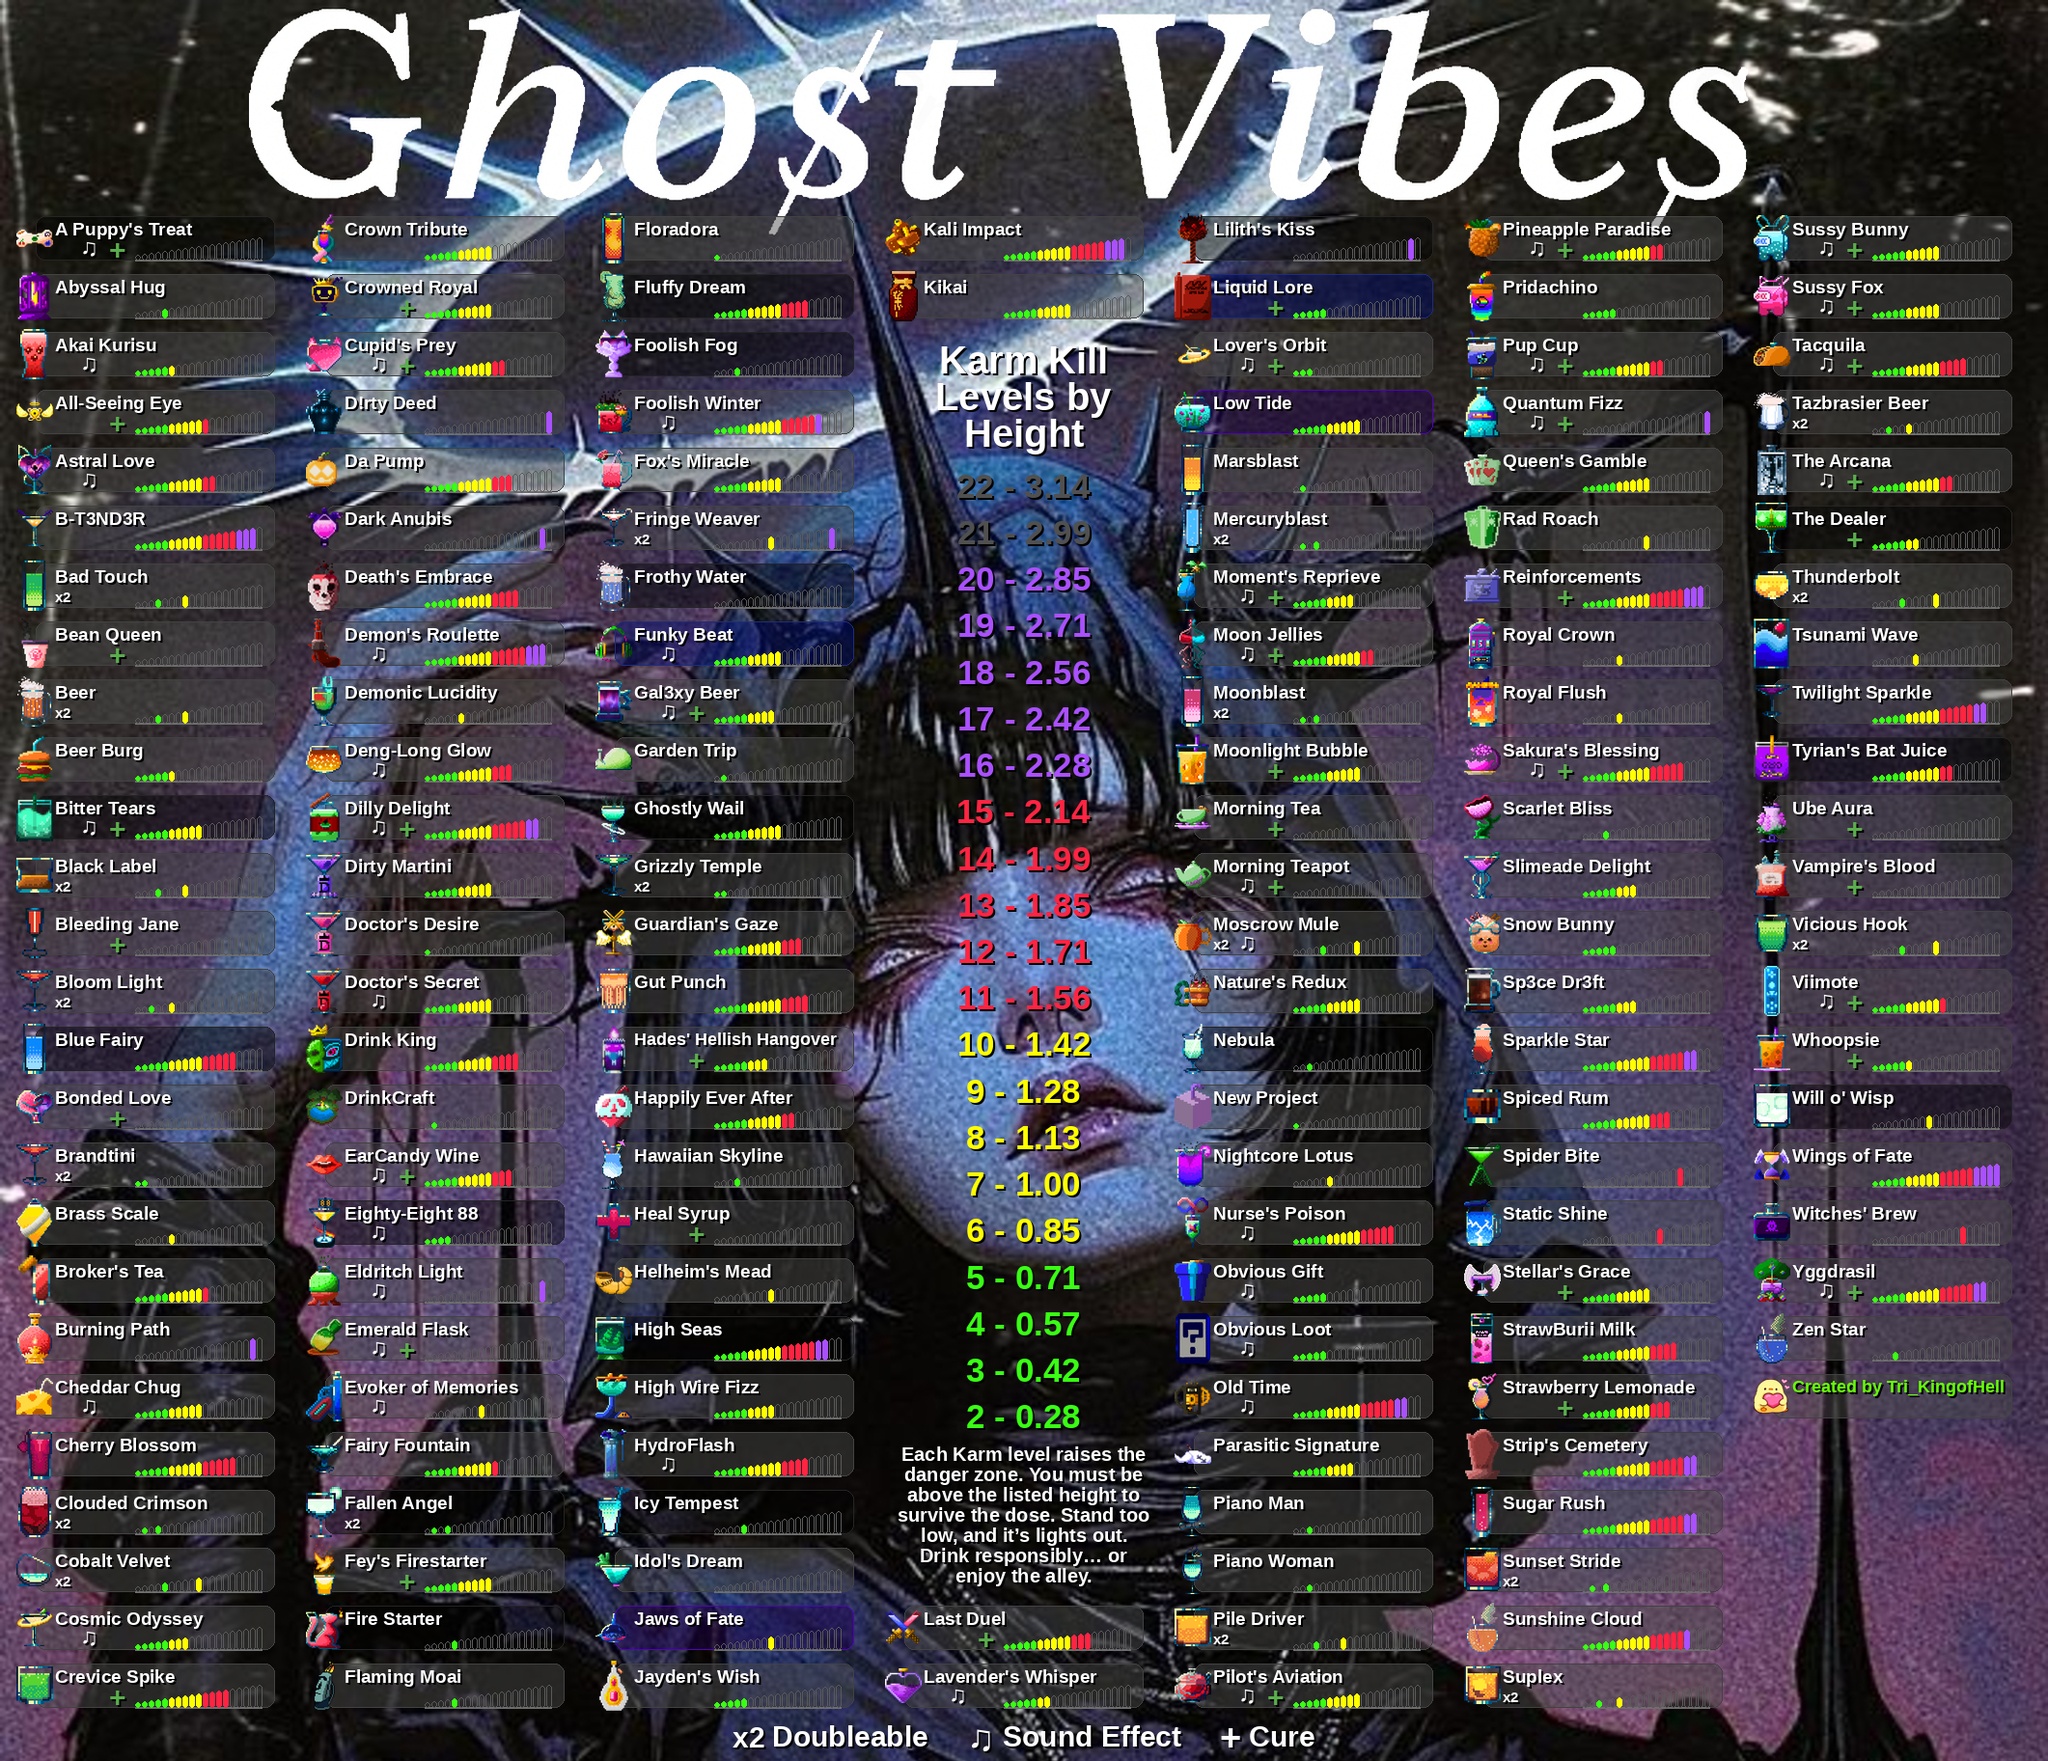 Ghost Vibes
A Puppy's Treat
♫ +
Abyssal Hug
Akai Kurisu
♫
All-Seeing Eye
+
Astral Love
♫
B-T3ND3R
Bad Touch
x2
Bean Queen
+
Beer
x2
Beer Burg
Bitter Tears
♫ +
Black Label
x2
Bleeding Jane
+
Bloom Light
x2
Blue Fairy
Bonded Love
+
Brandtini
x2
Brass Scale
Broker's Tea
Burning Path
Cheddar Chug
♫
Cherry Blossom
Clouded Crimson
x2
Cobalt Velvet
x2
Cosmic Odyssey
♫
Crevice Spike
+
Crown Tribute
Crowned Royal
+
Cupid's Prey
♫ +
D!rty Deed
Da Pump
Dark Anubis
Death's Embrace
Demon's Roulette
♫
Demonic Lucidity
Deng-Long Glow
♫
Dilly Delight
♫ +
Dirty Martini
Doctor's Desire
Doctor's Secret
♫
Drink King
DrinkCraft
EarCandy Wine
♫ +
Eighty-Eight 88
♫
Eldritch Light
♫
Emerald Flask
♫ +
Evoker of Memories
♫
Fairy Fountain
Fallen Angel
x2
Fey's Firestarter
+
Fire Starter
Flaming Moai
Floradora
Fluffy Dream
Foolish Fog
Foolish Winter
♫
Fox's Miracle
Fringe Weaver
x2
Frothy Water
Funky Beat
♫
Gal3xy Beer
♫ +
Garden Trip
Ghostly Wail
Grizzly Temple
x2
Guardian's Gaze
Gut Punch
Hades' Hellish Hangover
+
Happily Ever After
Hawaiian Skyline
Heal Syrup
+
Helheim's Mead
High Seas
High Wire Fizz
HydroFlash
♫
Icy Tempest
Idol's Dream
Jaws of Fate
Jayden's Wish
Kali Impact
Kikai
Karm Kill
Levels by
Height
22 - 3.14
21 - 2.99
20 - 2.85
19 - 2.71
18 - 2.56
17 - 2.42
16 - 2.28
15 - 2.14
14 - 1.99
13 - 1.85
12 - 1.71
11 - 1.56
10 - 1.42
9 - 1.28
8 - 1.13
7 - 1.00
6 - 0.85
5 - 0.71
4 - 0.57
3 - 0.42
2 - 0.28
Each Karm level raises the
danger zone. You must be
above the listed height to
survive the dose. Stand too
low, and it's lights out.
Drink responsibly... or
enjoy the alley.
Last Duel
+
Lavender's Whisper
♫
Lilith's Kiss
Liquid Lore
+
Lover's Orbit
♫ +
Low Tide
Marsblast
Mercuryblast
x2
Moment's Reprieve
♫ +
Moon Jellies
♫ +
Moonblast
x2
Moonlight Bubble
+
Morning Tea
+
Morning Teapot
♫ +
Moscrow Mule
x2 ♫
Nature's Redux
Nebula
New Project
Nightcore Lotus
Nurse's Poison
♫
Obvious Gift
♫
Obvious Loot
♫
Old Time
♫
Parasitic Signature
Piano Man
Piano Woman
Pile Driver
x2
Pilot's Aviation
♫ +
Pineapple Paradise
♫ +
Pridachino
Pup Cup
♫ +
Quantum Fizz
♫ +
Queen's Gamble
Rad Roach
Reinforcements
+
Royal Crown
Royal Flush
Sakura's Blessing
♫ +
Scarlet Bliss
Slimeade Delight
Snow Bunny
Sp3ce Dr3ft
Sparkle Star
Spiced Rum
Spider Bite
Static Shine
Stellar's Grace
+
StrawBurii Milk
Strawberry Lemonade
+
Strip's Cemetery
Sugar Rush
Sunset Stride
x2
Sunshine Cloud
Suplex
x2
Sussy Bunny
♫ +
Sussy Fox
♫ +
Tacquila
♫ +
Tazbrasier Beer
x2
The Arcana
♫ +
The Dealer
+
Thunderbolt
x2
Tsunami Wave
Twilight Sparkle
Tyrian's Bat Juice
Ube Aura
+
Vampire's Blood
+
Vicious Hook
x2
Viimote
♫ +
Whoopsie
+
Will o' Wisp
Wings of Fate
Witches' Brew
Yggdrasil
♫ +
Zen Star
Created by Tri_KingofHell
x2 Doubleable ♫ Sound Effect + Cure